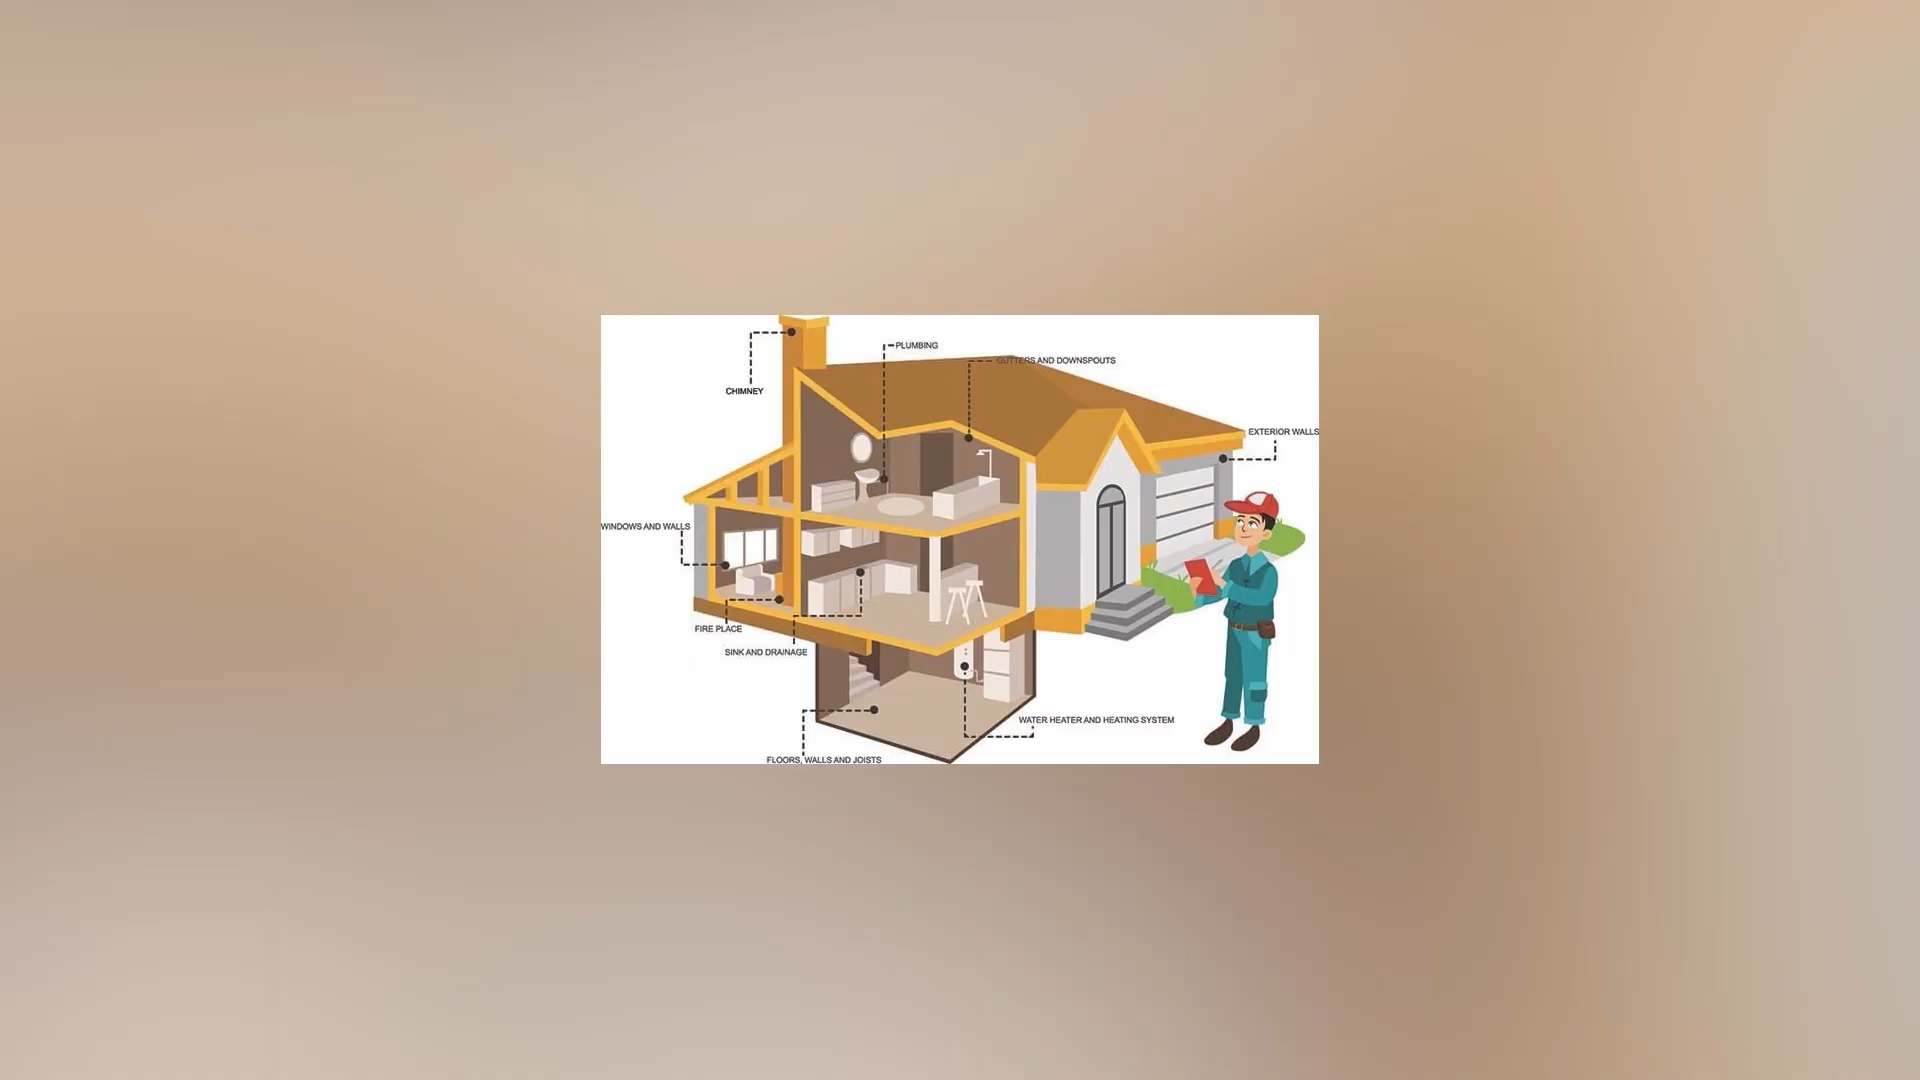 PLUMBING
GUTTERS AND DOWNSPOUTS
CHIMNEY
EXTERIOR WALLS
WINDOWS AND WALLS
FIRE PLACE
SINK AND DRAINAGE
WATER HEATER AND HEATING SYSTEM
FLOORS, WALLS AND JOISTS